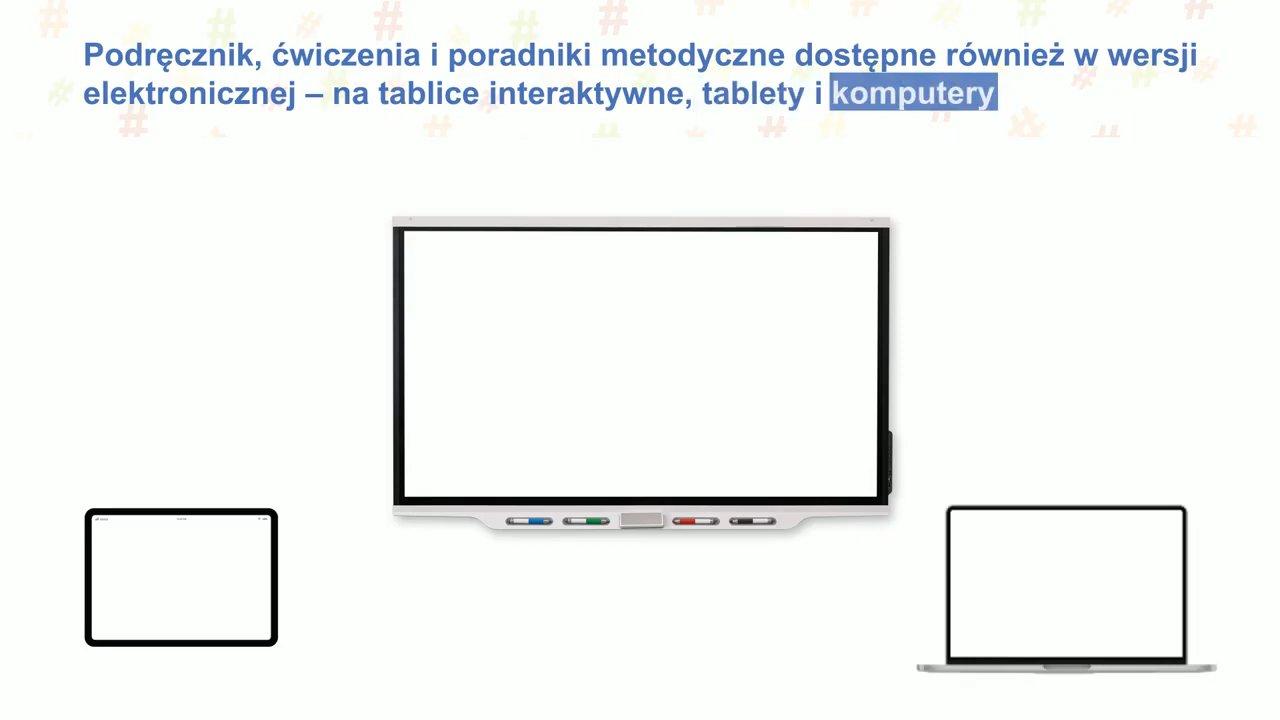 Podręcznik, ćwiczenia i poradniki metodyczne dostępne również w wersji
elektronicznej – na tablice interaktywne, tablety i komputery